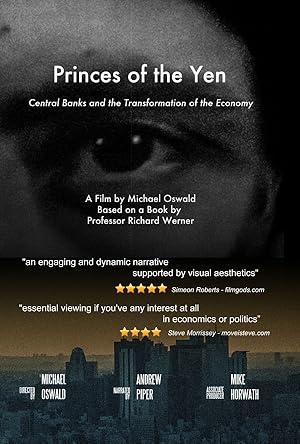 Princes of the Yen
Central Banks and the Transformation of the Economy
A Film by Michael Oswald
Based on a Book by
Professor Richard Werner
"an engaging and dynamic narrative
supported by visual aesthetics"
Simeon Roberts - filmgods.com
"essential viewing if you've any interest at all
in economics or politics"
Steve Morrissey - moveisteve.com
DIRECTED BY MICHAEL OSWALD
NARRATED BY ANDREW PIPER
ASSOCIATE PRODUCER MIKE HORWATH